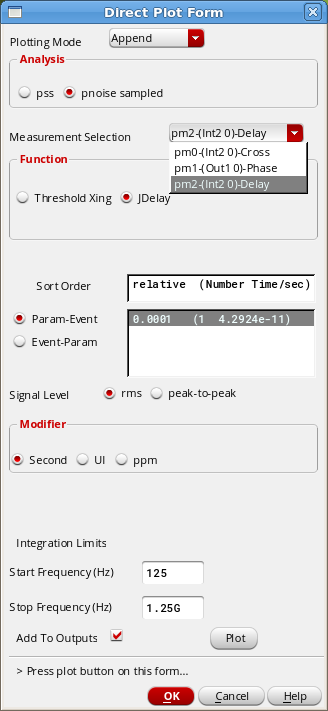 Direct Plot Form
Plotting Mode Append
Analysis
pss pnoise sampled
Measurement Selection pm2-(Int2 0)-Delay
pm0-(Int2 0)-Cross
pm1-(Out1 0)-Phase
pm2-(Int2 0)-Delay
Function
Threshold Xing JDelay
Sort Order relative (Number Time/sec)
Param-Event 0.0001 (1 4.2924e-11)
Event-Param
Signal Level rms peak-to-peak
Modifier
Second UI ppm
Integration Limits
Start Frequency (Hz) 125
Stop Frequency (Hz) 1.25G
Add To Outputs Plot
> Press plot button on this form...
OK Cancel Help